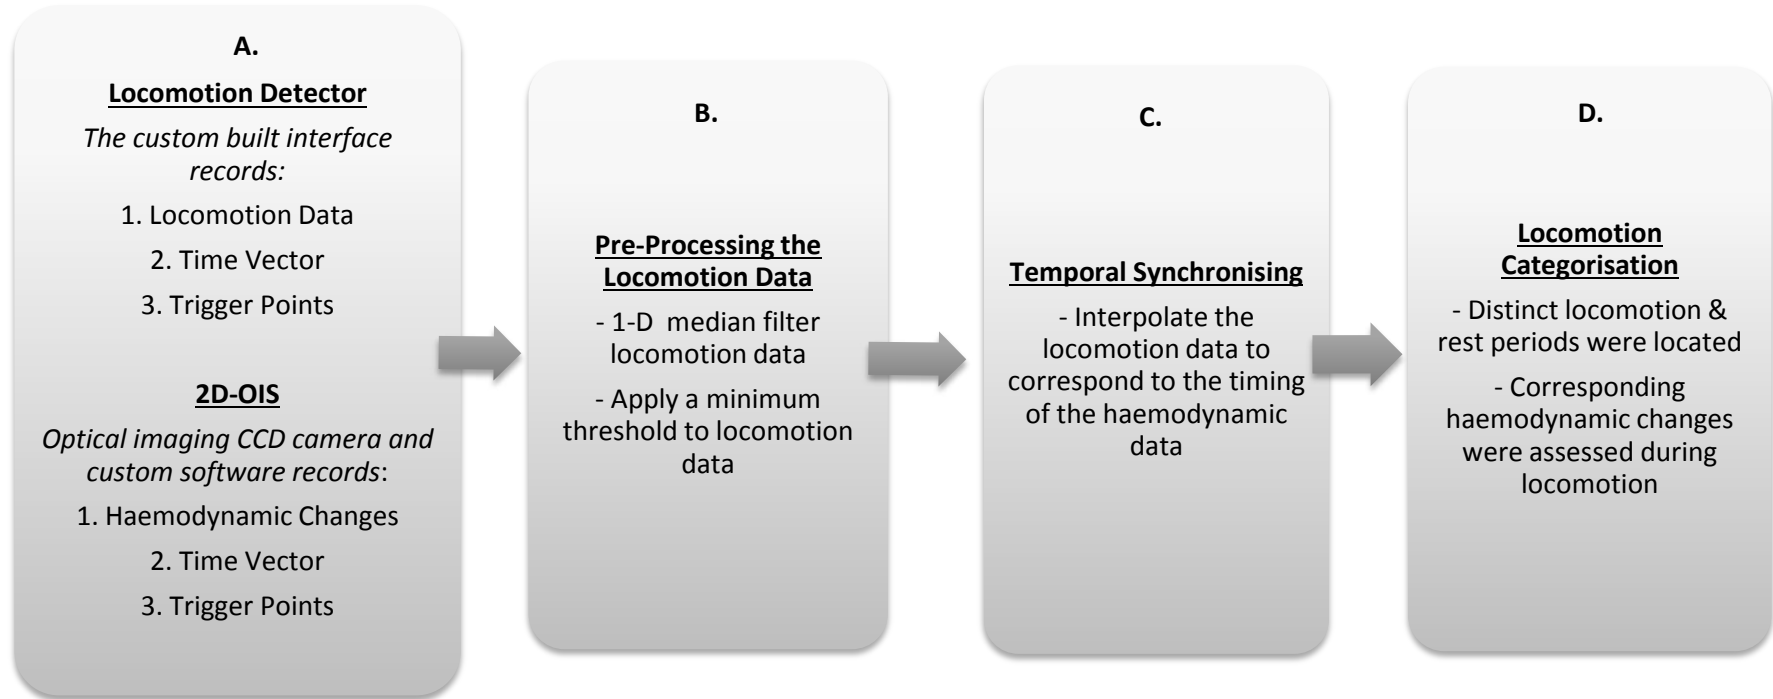 A.
Locomotion Detector
The custom built interface
records:
1. Locomotion Data
2. Time Vector
3. Trigger Points
2D-OIS
Optical imaging CCD camera and
custom software records:
1. Haemodynamic Changes
2. Time Vector
3. Trigger Points
B.
Pre-Processing the
Locomotion Data
- 1-D median filter
locomotion data
- Apply a minimum
threshold to locomotion
data
C.
Temporal Synchronising
- Interpolate the
locomotion data to
correspond to the timing
of the haemodynamic
data
D.
Locomotion
Categorisation
- Distinct locomotion &
rest periods were located
- Corresponding
haemodynamic changes
were assessed during
locomotion